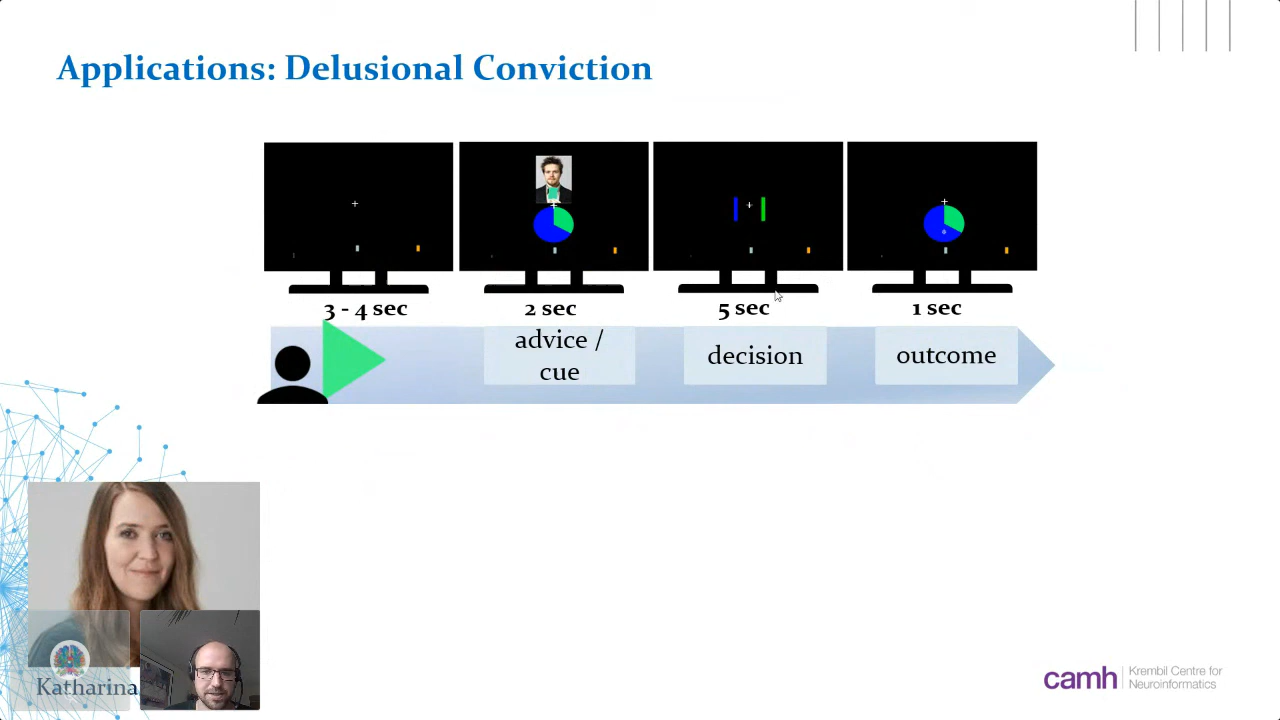 Applications: Delusional Conviction
3 - 4 sec
2 sec
5 sec
1 sec
advice /
cue
decision
outcome
Katharina
camh
Krembil Centre for
Neuroinformatics